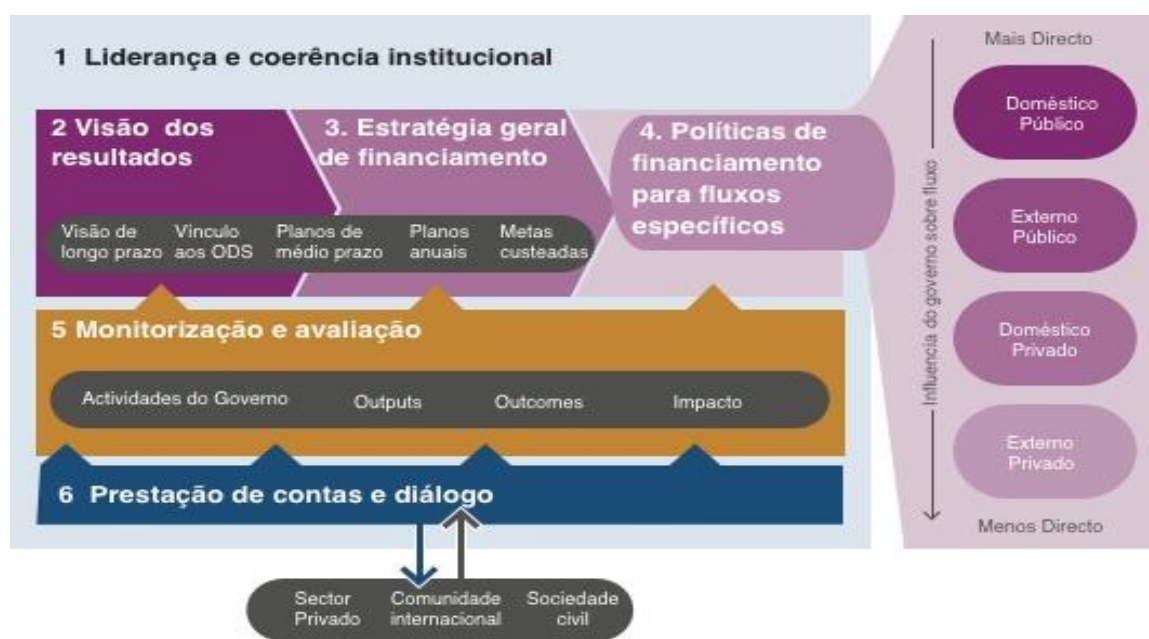 1 Liderança e coerência institucional
2 Visão dos
resultados
3. Estratégia geral
de financiamento
4. Políticas de
financiamento
para fluxos
específicos
Visão de
longo prazo
Vínculo
aos ODS
Planos de
médio prazo
Planos
anuais
Metas
custeadas
5 Monitorização e avaliação
Actividades do Governo
Outputs
Outcomes
Impacto
6 Prestação de contas e diálogo
Sector
Privado
Comunidade
internacional
Sociedade
civil
Mais Directo
Influencia do governo sobre fluxo
Doméstico
Público
Externo
Público
Doméstico
Privado
Externo
Privado
Menos Directo